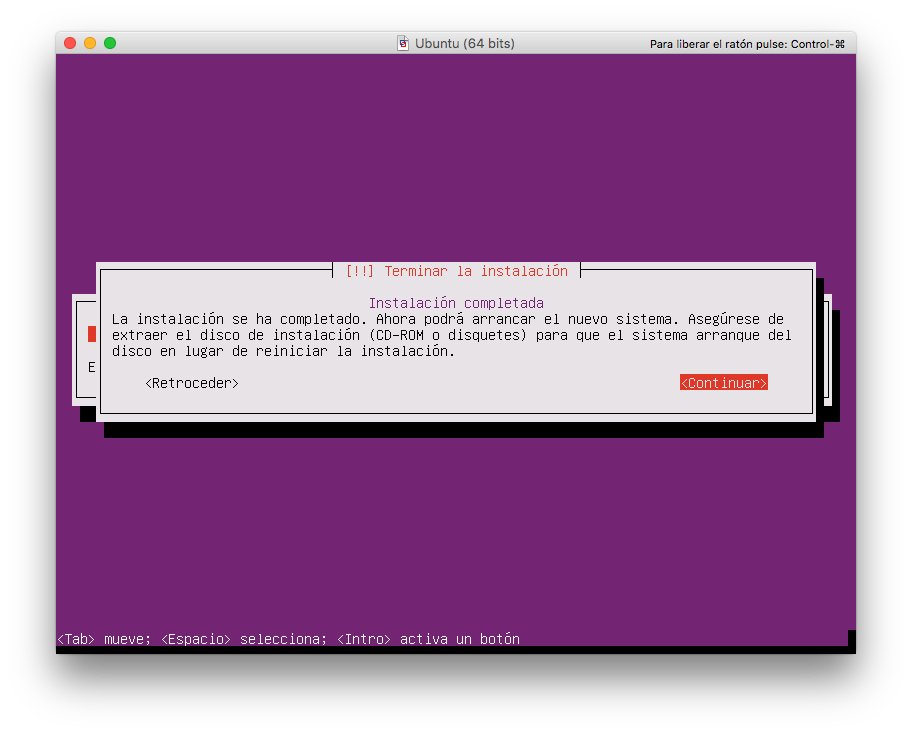 Ubuntu (64 bits)
Para liberar el ratón pulse: Control-⌘
[!!] Terminar la instalación
Instalación completada
La instalación se ha completado. Ahora podrá arrancar el nuevo sistema. Asegúrese de
extraer el disco de instalación (CD-ROM o disquetes) para que el sistema arranque del
disco en lugar de reiniciar la instalación.
E
<Retroceder>
<Continuar>
<Tab> mueve; <Espacio> selecciona; <Intro> activa un botón